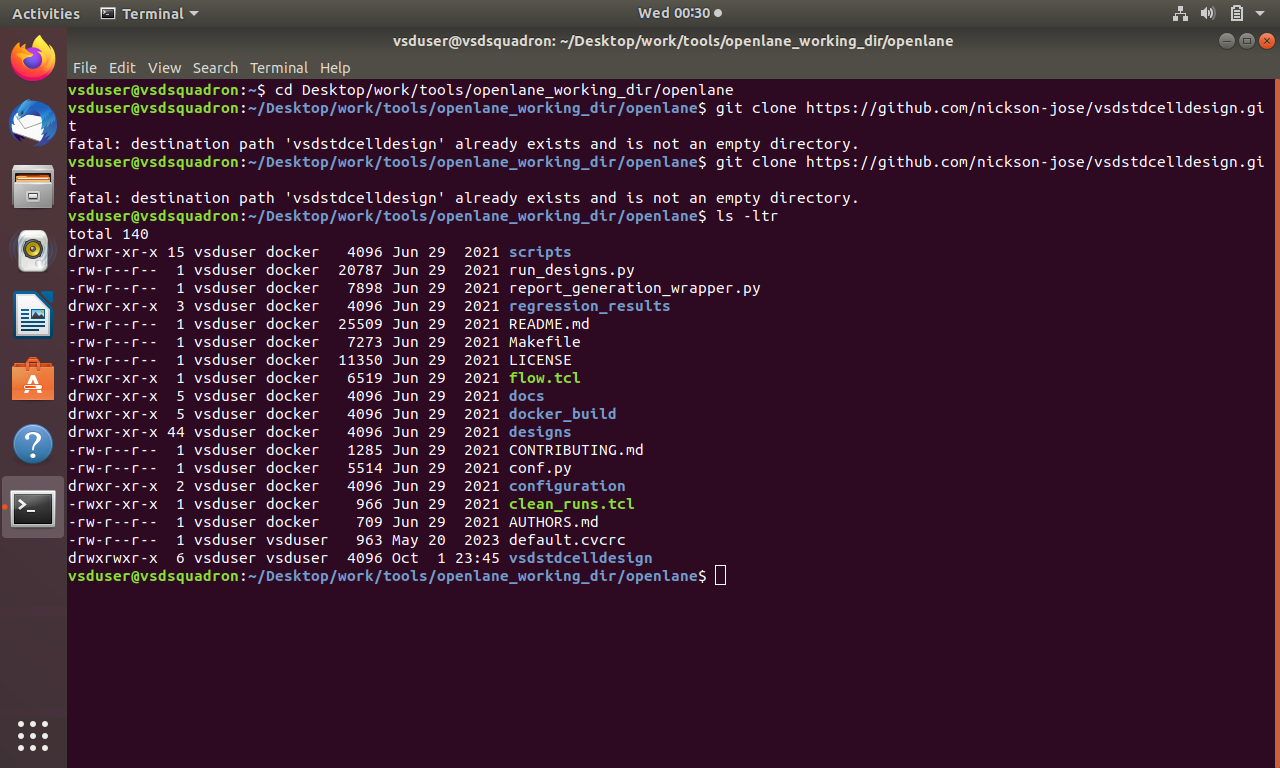 Activities Terminal Wed 00:30
vsduser@vsdsquadron: ~/Desktop/work/tools/openlane_working_dir/openlane
File Edit View Search Terminal Help
vsduser@vsdsquadron:~$ cd Desktop/work/tools/openlane_working_dir/openlane
vsduser@vsdsquadron:~/Desktop/work/tools/openlane_working_dir/openlane$ git clone https://github.com/nickson-jose/vsdstdcelldesign.gi
t
fatal: destination path 'vsdstdcelldesign' already exists and is not an empty directory.
vsduser@vsdsquadron:~/Desktop/work/tools/openlane_working_dir/openlane$ git clone https://github.com/nickson-jose/vsdstdcelldesign.gi
t
fatal: destination path 'vsdstdcelldesign' already exists and is not an empty directory.
vsduser@vsdsquadron:~/Desktop/work/tools/openlane_working_dir/openlane$ ls -ltr
total 140
drwxr-xr-x 15 vsduser docker   4096 Jun 29  2021 scripts
-rw-r--r--  1 vsduser docker  20787 Jun 29  2021 run_designs.py
-rw-r--r--  1 vsduser docker   7898 Jun 29  2021 report_generation_wrapper.py
drwxr-xr-x  3 vsduser docker   4096 Jun 29  2021 regression_results
-rw-r--r--  1 vsduser docker  25509 Jun 29  2021 README.md
-rw-r--r--  1 vsduser docker   7273 Jun 29  2021 Makefile
-rw-r--r--  1 vsduser docker  11350 Jun 29  2021 LICENSE
-rwxr-xr-x  1 vsduser docker   6519 Jun 29  2021 flow.tcl
drwxr-xr-x  5 vsduser docker   4096 Jun 29  2021 docs
drwxr-xr-x  5 vsduser docker   4096 Jun 29  2021 docker_build
drwxr-xr-x 44 vsduser docker   4096 Jun 29  2021 designs
-rw-r--r--  1 vsduser docker   1285 Jun 29  2021 CONTRIBUTING.md
-rw-r--r--  1 vsduser docker   5514 Jun 29  2021 conf.py
drwxr-xr-x  2 vsduser docker   4096 Jun 29  2021 configuration
-rwxr-xr-x  1 vsduser docker    966 Jun 29  2021 clean_runs.tcl
-rw-r--r--  1 vsduser docker    709 Jun 29  2021 AUTHORS.md
-rw-r--r--  1 vsduser vsduser   963 May 20  2023 default.cvcrc
drwxrwxr-x  6 vsduser vsduser  4096 Oct  1 23:45 vsdstdcelldesign
vsduser@vsdsquadron:~/Desktop/work/tools/openlane_working_dir/openlane$